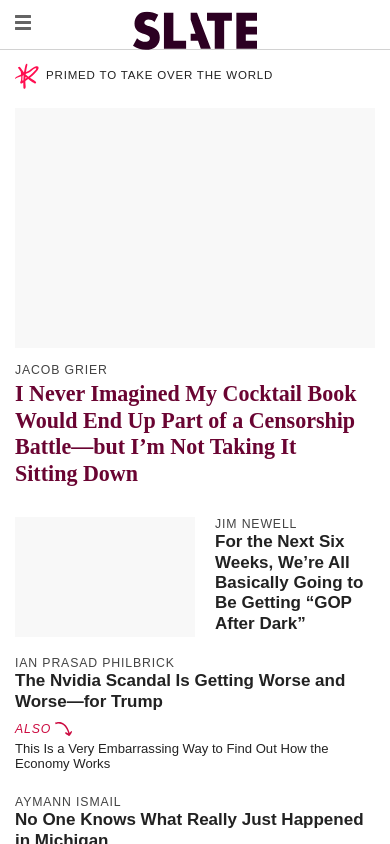 SLATE
PRIMED TO TAKE OVER THE WORLD
JACOB GRIER
I Never Imagined My Cocktail Book
Would End Up Part of a Censorship
Battle—but I’m Not Taking It
Sitting Down
JIM NEWELL
For the Next Six
Weeks, We’re All
Basically Going to
Be Getting “GOP
After Dark”
IAN PRASAD PHILBRICK
The Nvidia Scandal Is Getting Worse and
Worse—for Trump
ALSO
This Is a Very Embarrassing Way to Find Out How the
Economy Works
AYMANN ISMAIL
No One Knows What Really Just Happened
in Michigan